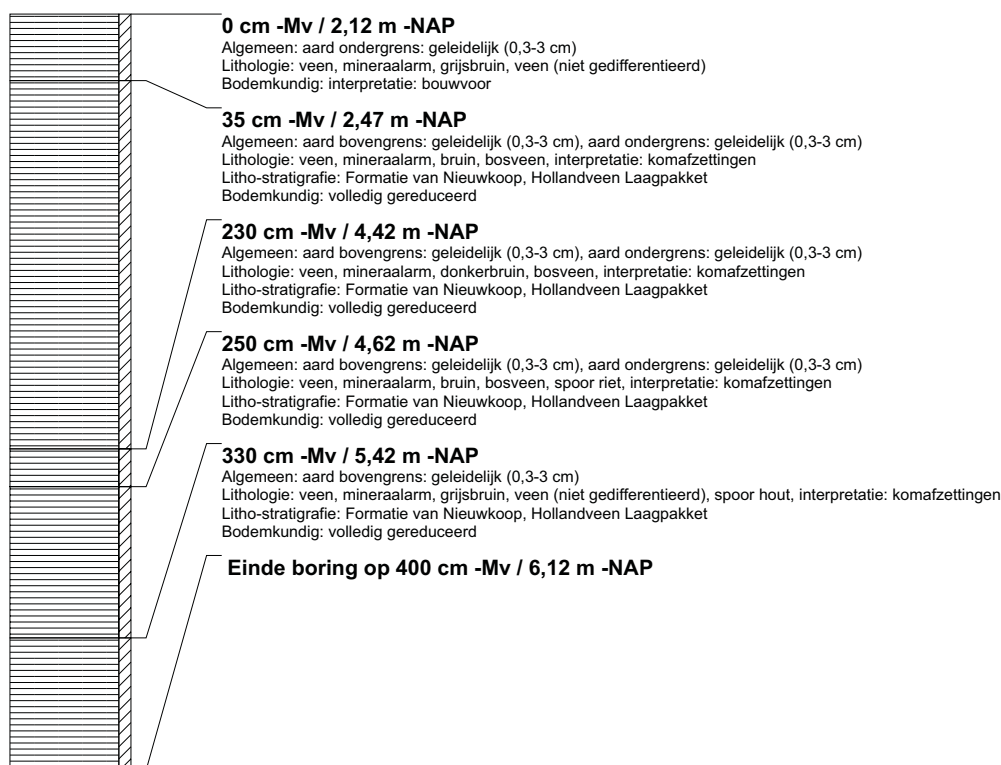 0 cm -Mv / 2,12 m -NAP
Algemeen: aard ondergrens: geleidelijk (0,3-3 cm)
Lithologie: veen, mineraalarm, grijsbruin, veen (niet gedifferentieerd)
Bodemkundig: interpretatie: bouwvoor
35 cm -Mv / 2,47 m -NAP
Algemeen: aard bovengrens: geleidelijk (0,3-3 cm), aard ondergrens: geleidelijk (0,3-3 cm)
Lithologie: veen, mineraalarm, bruin, bosveen, interpretatie: komafzettingen
Litho-stratigrafie: Formatie van Nieuwkoop, Hollandveen Laagpakket
Bodemkundig: volledig gereduceerd
230 cm -Mv / 4,42 m -NAP
Algemeen: aard bovengrens: geleidelijk (0,3-3 cm), aard ondergrens: geleidelijk (0,3-3 cm)
Lithologie: veen, mineraalarm, donkerbruin, bosveen, interpretatie: komafzettingen
Litho-stratigrafie: Formatie van Nieuwkoop, Hollandveen Laagpakket
Bodemkundig: volledig gereduceerd
250 cm -Mv / 4,62 m -NAP
Algemeen: aard bovengrens: geleidelijk (0,3-3 cm), aard ondergrens: geleidelijk (0,3-3 cm)
Lithologie: veen, mineraalarm, bruin, bosveen, spoor riet, interpretatie: komafzettingen
Litho-stratigrafie: Formatie van Nieuwkoop, Hollandveen Laagpakket
Bodemkundig: volledig gereduceerd
330 cm -Mv / 5,42 m -NAP
Algemeen: aard bovengrens: geleidelijk (0,3-3 cm)
Lithologie: veen, mineraalarm, grijsbruin, veen (niet gedifferentieerd), spoor hout, interpretatie: komafzettingen
Litho-stratigrafie: Formatie van Nieuwkoop, Hollandveen Laagpakket
Bodemkundig: volledig gereduceerd
Einde boring op 400 cm -Mv / 6,12 m -NAP